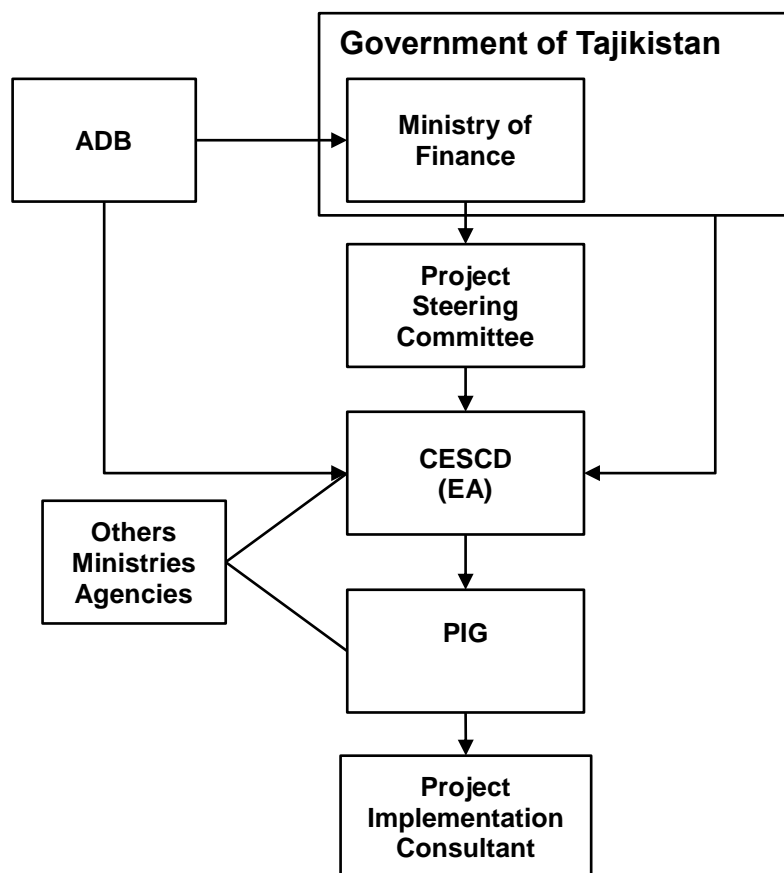 Government of Tajikistan
ADB
Ministry of
Finance
Project
Steering
Committee
CESCD
(EA)
Others
Ministries
Agencies
PIG
Project
Implementation
Consultant